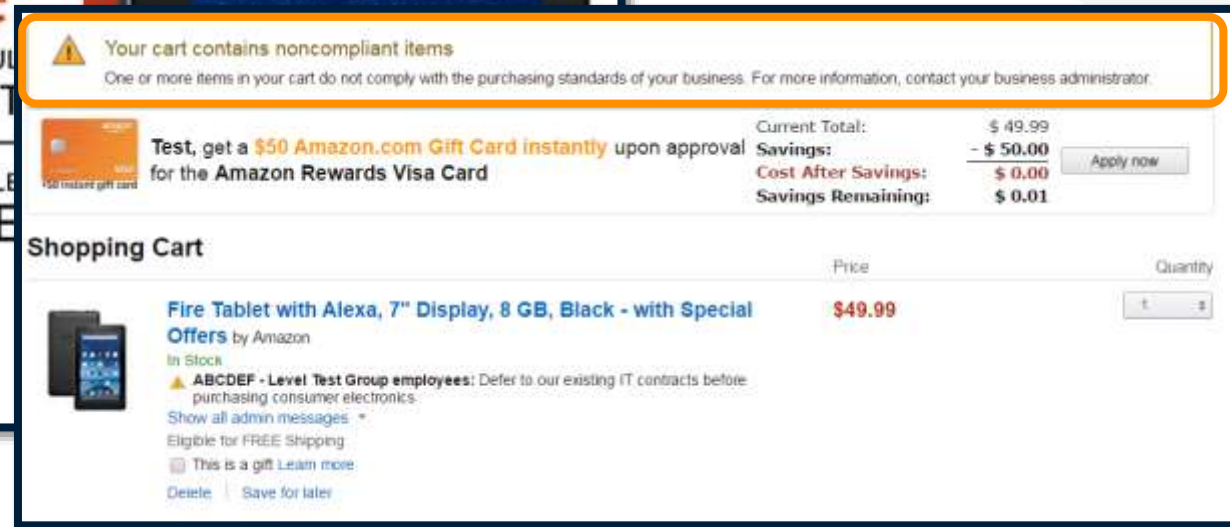 Your cart contains noncompliant items
One or more items in your cart do not comply with the purchasing standards of your business. For more information, contact your business administrator.
Test, get a $50 Amazon.com Gift Card instantly upon approval
for the Amazon Rewards Visa Card
$50 instant gift card
Current Total: $ 49.99
Savings: - $ 50.00
Cost After Savings: $ 0.00
Savings Remaining: $ 0.01
Apply now
Shopping Cart
Price Quantity
Fire Tablet with Alexa, 7" Display, 8 GB, Black - with Special $49.99 1
Offers by Amazon
In Stock
ABCDEF - Level Test Group employees: Defer to our existing IT contracts before
purchasing consumer electronics
Show all admin messages
Eligible for FREE Shipping
This is a gift Learn more
Delete | Save for later